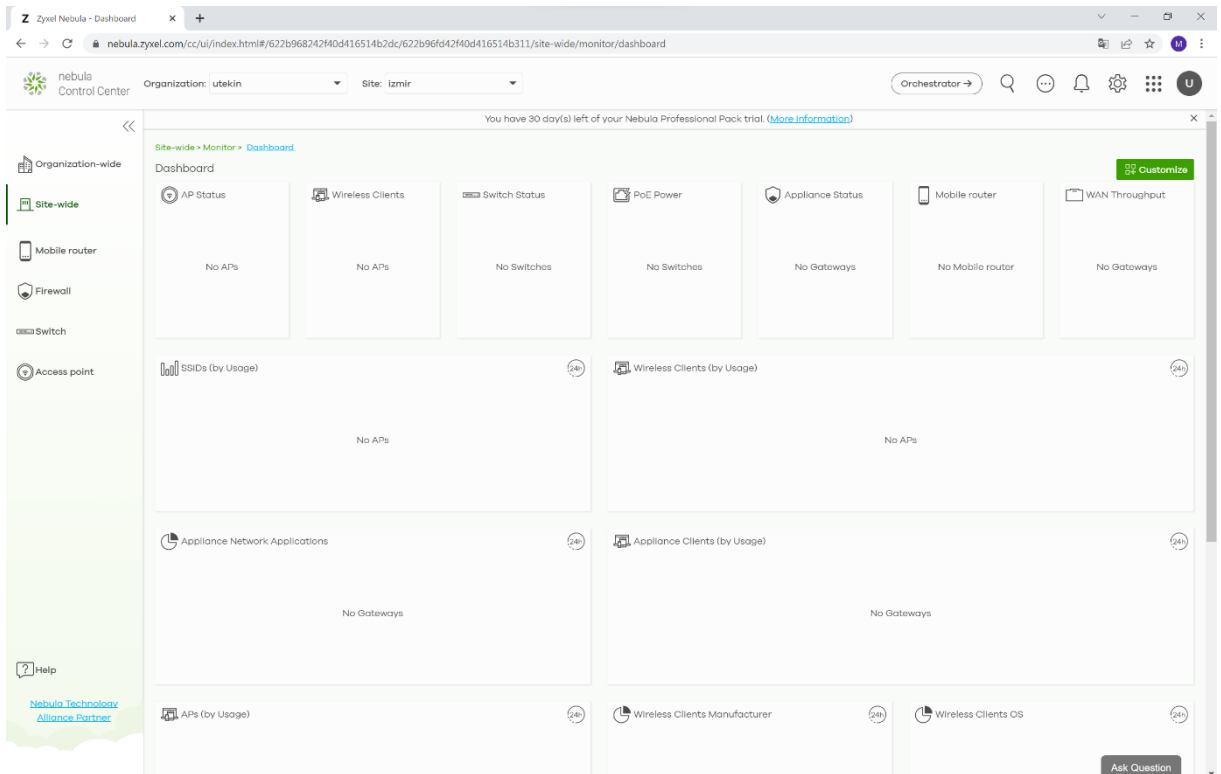 Z Zyxel Nebula - Dashboard
nebula.zyxel.com/cc/ui/index.html#/622b968242f40d416514b2dc/622b96fd42f40d416514b311/site-wide/monitor/dashboard
M
nebula
Control Center
Organization: utekin
Site: izmir
Orchestrator →
U
You have 30 day(s) left of your Nebula Professional Pack trial. (More Information)
Organization-wide
Site-wide
Mobile router
Firewall
Switch
Access point
Help
Nebula Technology
Alliance Partner
Site-wide > Monitor > Dashboard
Dashboard
Customize
AP Status
No APs
Wireless Clients
No APs
Switch Status
No Switches
PoE Power
No Switches
Appliance Status
No Gateways
Mobile router
No Mobile router
WAN Throughput
No Gateways
SSIDs (by Usage)
24h
No APs
Wireless Clients (by Usage)
24h
No APs
Appliance Network Applications
24h
No Gateways
Appliance Clients (by Usage)
24h
No Gateways
APs (by Usage)
24h
Wireless Clients Manufacturer
24h
Wireless Clients OS
24h
Ask Question